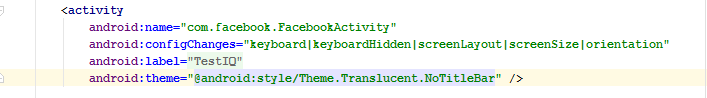 <activity
android:name="com.facebook.FacebookActivity"
android:configChanges="keyboard|keyboardHidden|screenLayout|screenSize|orientation"
android:label="TestIQ"
android:theme="@android:style/Theme.Translucent.NoTitleBar" />